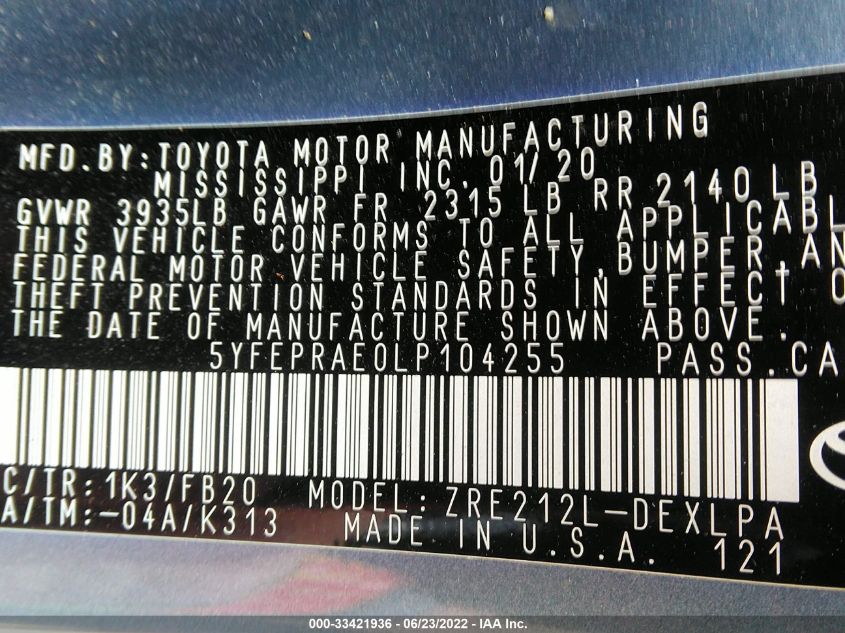 MFD.BY:TOYOTA MOTOR MANUFACTURING
MISSISSIPPI INC. 01/20
GVWR 3935LB GAWR FR 2315 LB RR 2140 LB
THIS VEHICLE CONFORMS TO ALL APPLICABL
FEDERAL MOTOR VEHICLE SAFETY, BUMPER, AN
THEFT PREVENTION STANDARDS IN EFFECT O
THE DATE OF MANUFACTURE SHOWN ABOVE.
5YFEPRAE0LP104255 PASS.CA
C/TR:1K3/FB20 MODEL:ZRE212L-DEXLPA
A/TM:-04A/K313 MADE IN U.S.A. 121
000-33421936 - 06/23/2022 - IAA Inc.